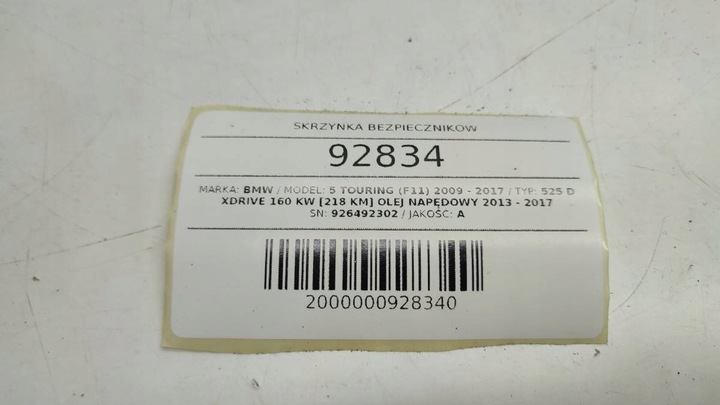 SKRZYNKA BEZPIECZNIKÓW
92834
MARKA: BMW / MODEL: 5 TOURING (F11) 2009 - 2017 / TYP: 525 D
XDRIVE 160 KW [218 KM] OLEJ NAPĘDOWY 2013 - 2017
SN: 926492302 / JAKOŚĆ: A
2000000928340